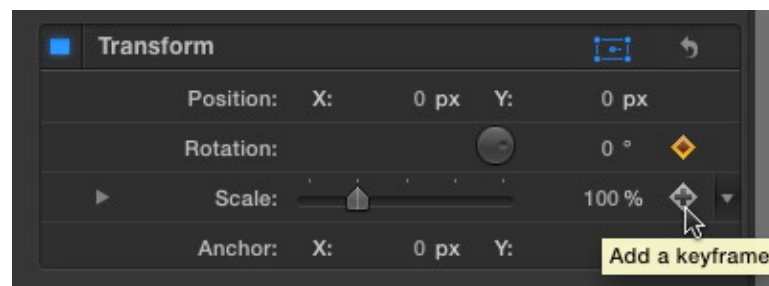 Transform
Position: X: 0 px Y: 0 px
Rotation: 0 °
Scale: 100 %
Anchor: X: 0 px Y:
Add a keyframe